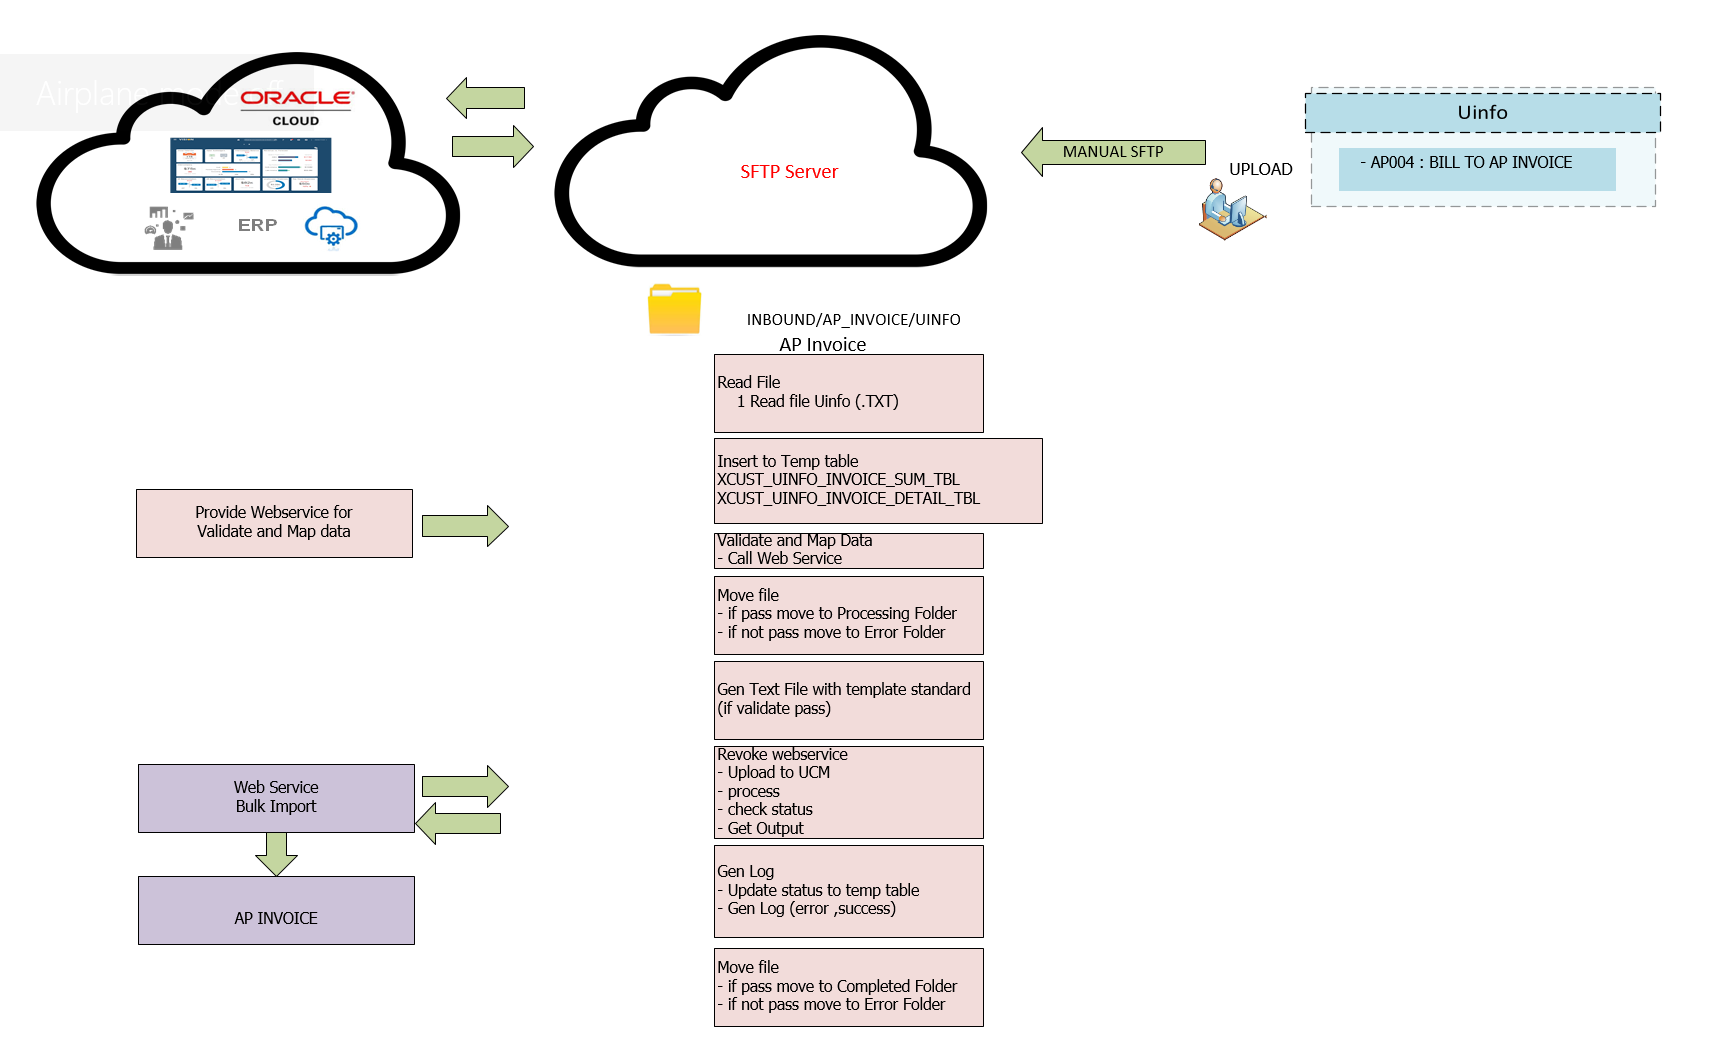 Airplane mode off
ORACLE
CLOUD
ERP
SFTP Server
MANUAL SFTP
UPLOAD
Uinfo
- AP004 : BILL TO AP INVOICE
INBOUND/AP_INVOICE/UINFO
AP Invoice
Read File
1 Read file Uinfo (.TXT)
Insert to Temp table
XCUST_UINFO_INVOICE_SUM_TBL
XCUST_UINFO_INVOICE_DETAIL_TBL
Provide Webservice for
Validate and Map data
Validate and Map Data
- Call Web Service
Move file
- if pass move to Processing Folder
- if not pass move to Error Folder
Gen Text File with template standard
(if validate pass)
Web Service
Bulk Import
Revoke webservice
- Upload to UCM
- process
- check status
- Get Output
AP INVOICE
Gen Log
- Update status to temp table
- Gen Log (error ,success)
Move file
- if pass move to Completed Folder
- if not pass move to Error Folder